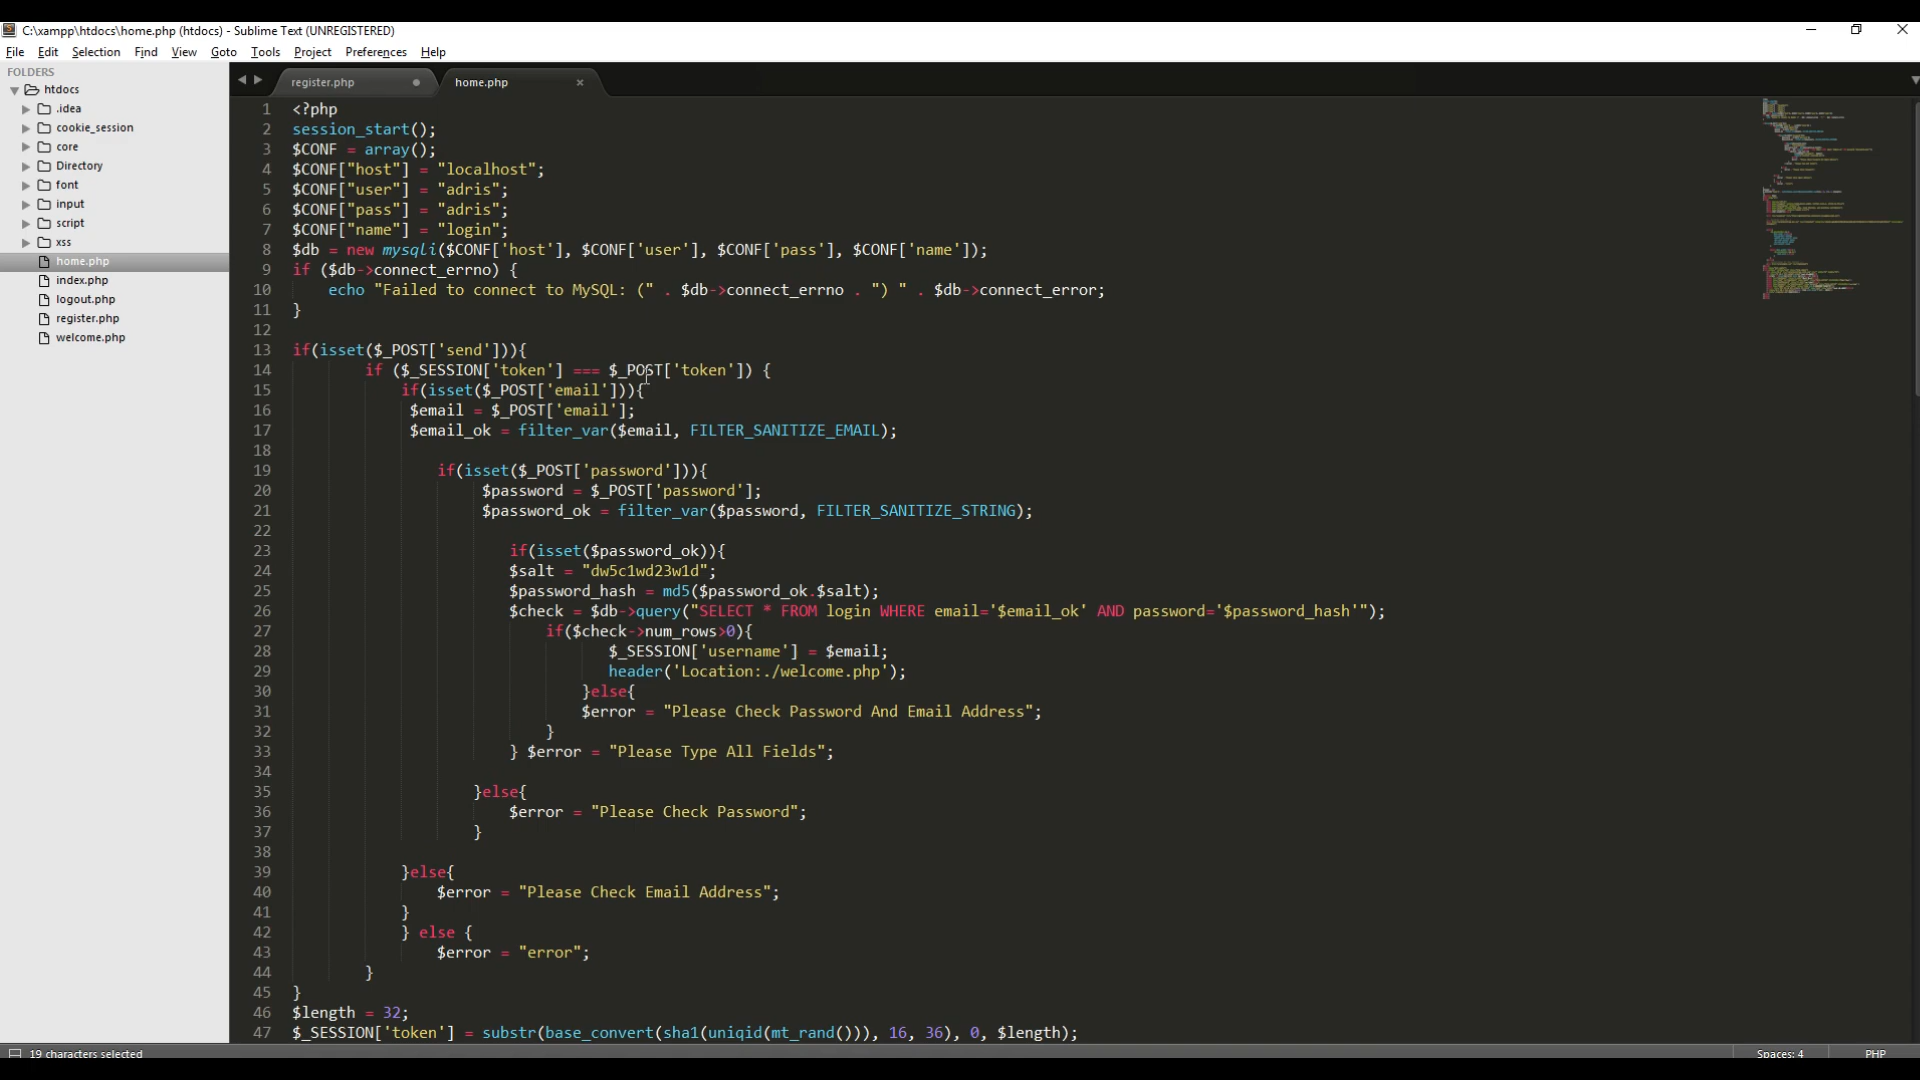 C:\xampp\htdocs\home.php (htdocs) - Sublime Text (UNREGISTERED)
File Edit Selection Find View Goto Tools Project Preferences Help
FOLDERS
htdocs
.idea
cookie_session
core
Directory
font
input
script
xss
home.php
index.php
logout.php
register.php
welcome.php
register.php home.php
1 <?php
2 session_start();
3 $CONF = array();
4 $CONF["host"] = "localhost";
5 $CONF["user"] = "adris";
6 $CONF["pass"] = "adris";
7 $CONF["name"] = "login";
8 $db = new mysqli($CONF['host'], $CONF['user'], $CONF['pass'], $CONF['name']);
9 if ($db->connect_errno) {
10 echo "Failed to connect to MySQL: (" . $db->connect_errno . ") " . $db->connect_error;
11 }
12
13 if(isset($_POST['send'])){
14 if ($_SESSION['token'] === $_POST['token']) {
15 if(isset($_POST['email'])){
16 $email = $_POST['email'];
17 $email_ok = filter_var($email, FILTER_SANITIZE_EMAIL);
18
19 if(isset($_POST['password'])){
20 $password = $_POST['password'];
21 $password_ok = filter_var($password, FILTER_SANITIZE_STRING);
22
23 if(isset($password_ok)){
24 $salt = "dw5c1wd23w1d";
25 $password_hash = md5($password_ok.$salt);
26 $check = $db->query("SELECT * FROM login WHERE email='$email_ok' AND password='$password_hash'");
27 if($check->num_rows>0){
28 $_SESSION['username'] = $email;
29 header('Location:./welcome.php');
30 }else{
31 $error = "Please Check Password And Email Address";
32 }
33 } $error = "Please Type All Fields";
34
35 }else{
36 $error = "Please Check Password";
37 }
38
39 }else{
40 $error = "Please Check Email Address";
41 }
42 } else {
43 $error = "error";
44 }
45 }
46 $length = 32;
47 $_SESSION['token'] = substr(base_convert(sha1(uniqid(mt_rand())), 16, 36), 0, $length);
19 characters selected Spaces: 4 PHP